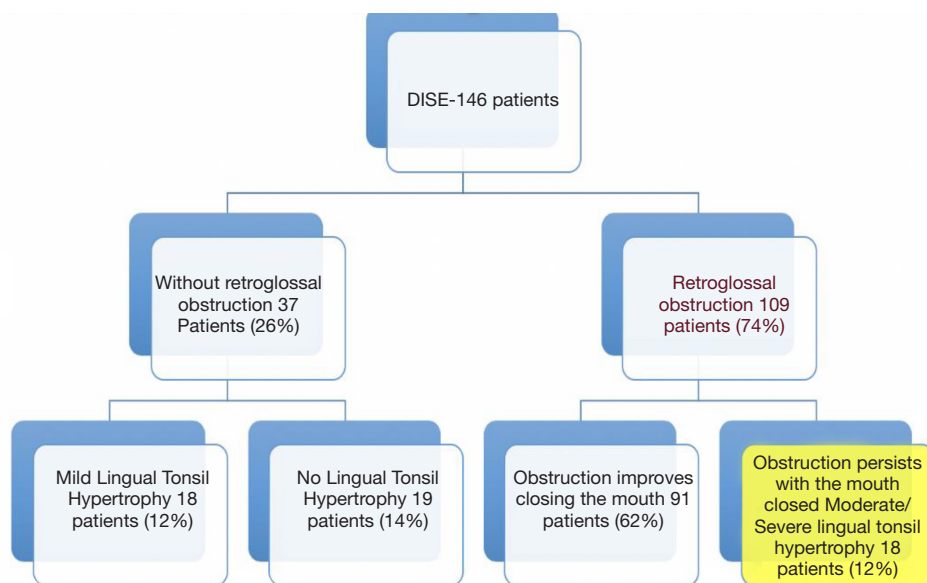 DISE-146 patients
Without retroglossal
obstruction 37
Patients (26%)
Retroglossal
obstruction 109
patients (74%)
Mild Lingual Tonsil
Hypertrophy 18
patients (12%)
No Lingual Tonsil
Hypertrophy 19
patients (14%)
Obstruction improves
closing the mouth 91
patients (62%)
Obstruction persists
with the mouth
closed Moderate/
Severe lingual tonsil
hypertrophy 18
patients (12%)